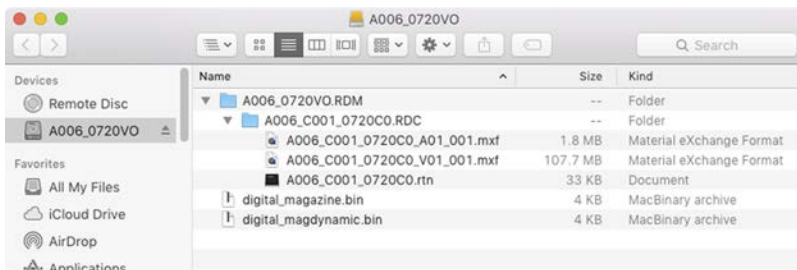 A006_0720VO
Search
Devices
Remote Disc
A006_0720VO
Favorites
All My Files
iCloud Drive
AirDrop
Applications
Name Size Kind
A006_0720VO.RDM -- Folder
A006_C001_0720C0.RDC -- Folder
A006_C001_0720C0_A01_001.mxf 1.8 MB Material eXchange Format
A006_C001_0720C0_V01_001.mxf 107.7 MB Material eXchange Format
A006_C001_0720C0.rtn 33 KB Document
digital_magazine.bin 4 KB MacBinary archive
digital_magdynamic.bin 4 KB MacBinary archive